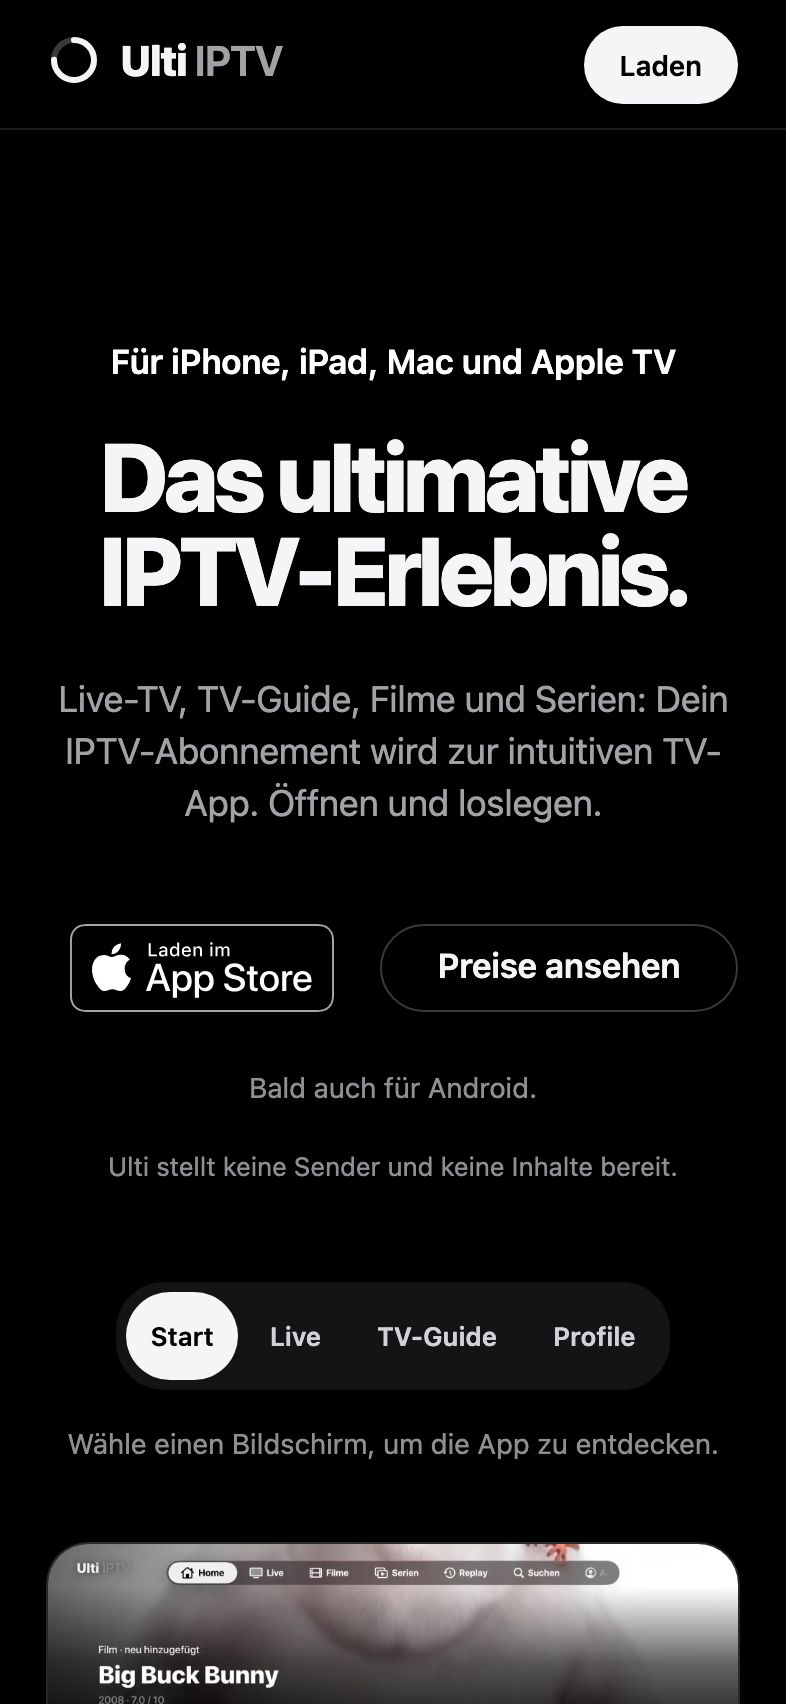 Ulti IPTV
Laden
Für iPhone, iPad, Mac und Apple TV
Das ultimative
IPTV-Erlebnis.
Live-TV, TV-Guide, Filme und Serien: Dein
IPTV-Abonnement wird zur intuitiven TV-
App. Öffnen und loslegen.
Laden im
App Store
Preise ansehen
Bald auch für Android.
Ulti stellt keine Sender und keine Inhalte bereit.
Start
Live
TV-Guide
Profile
Wähle einen Bildschirm, um die App zu entdecken.
Ulti IPTV
Home
Live
Filme
Serien
Replay
Suchen
Film · neu hinzugefügt
Big Buck Bunny
2008 · 7.0 / 10